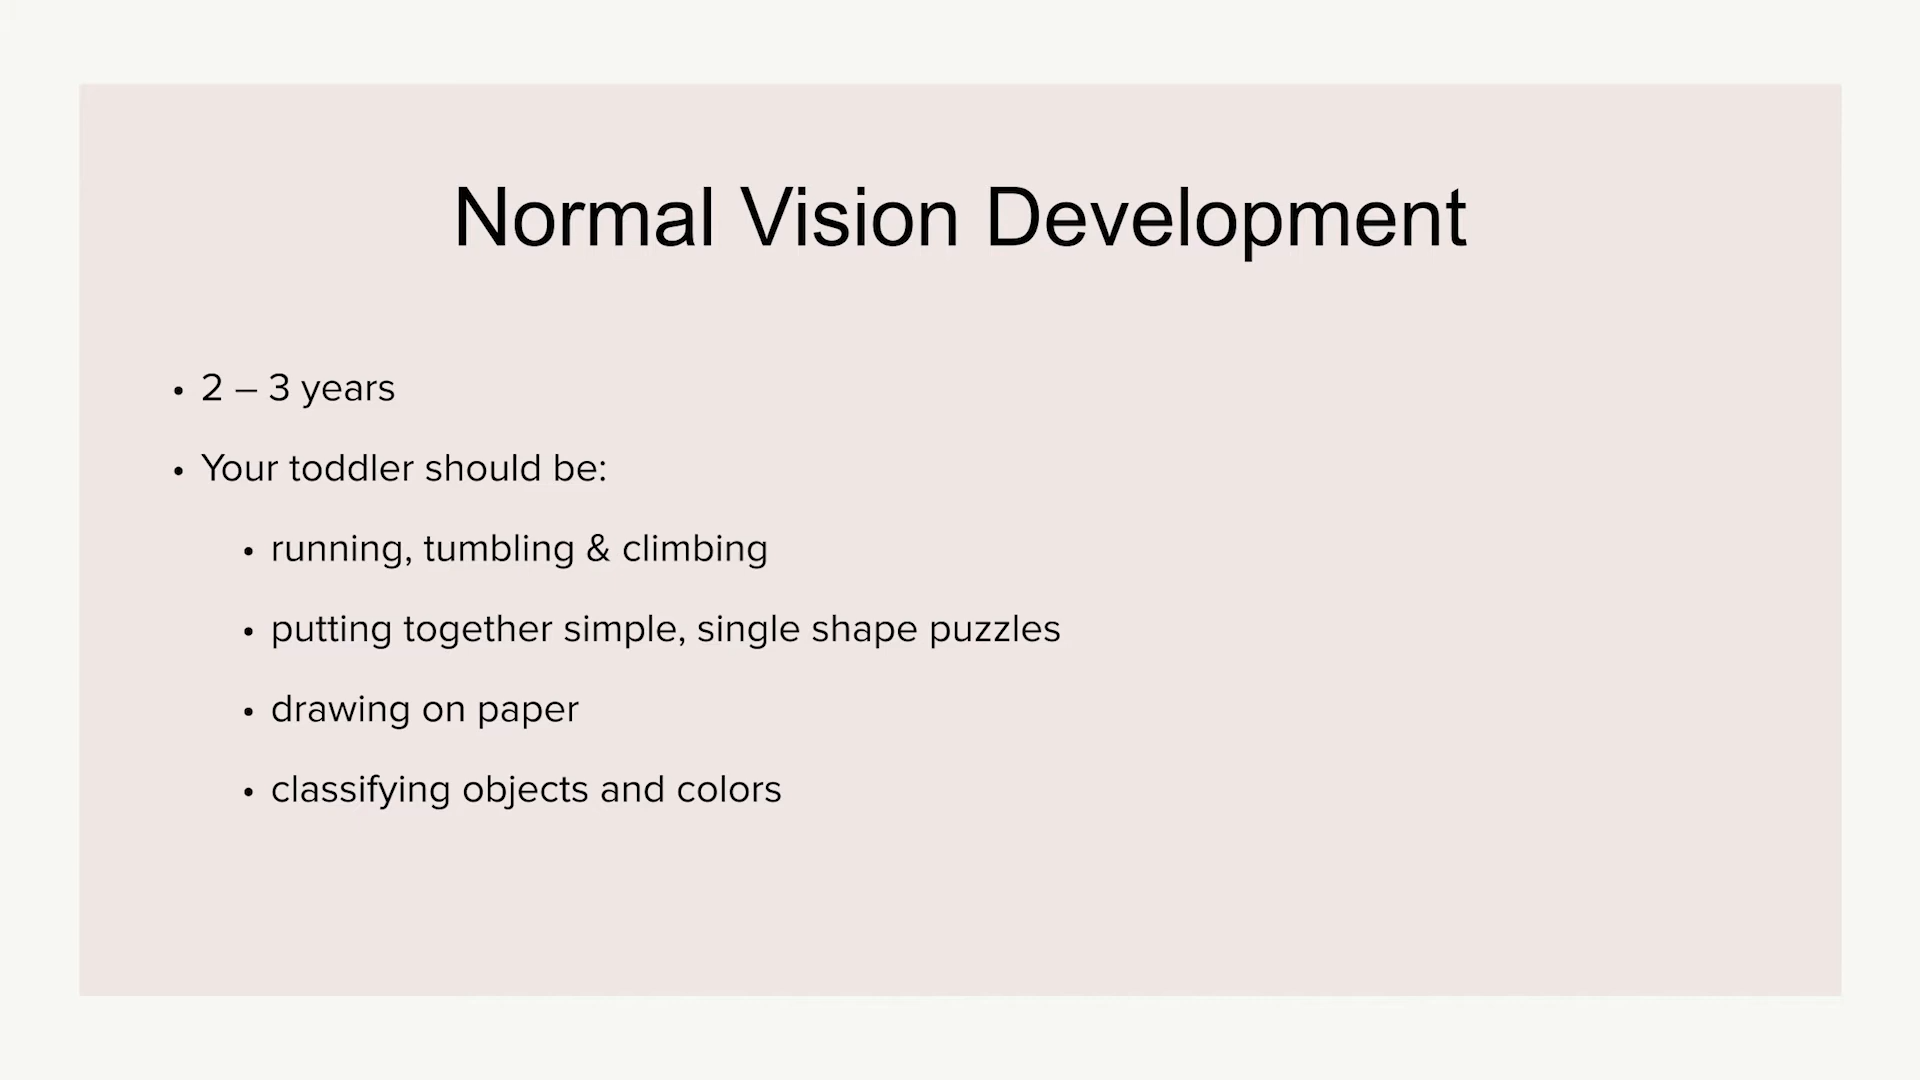 Normal Vision Development
• 2 – 3 years
• Your toddler should be:
• running, tumbling & climbing
• putting together simple, single shape puzzles
• drawing on paper
• classifying objects and colors